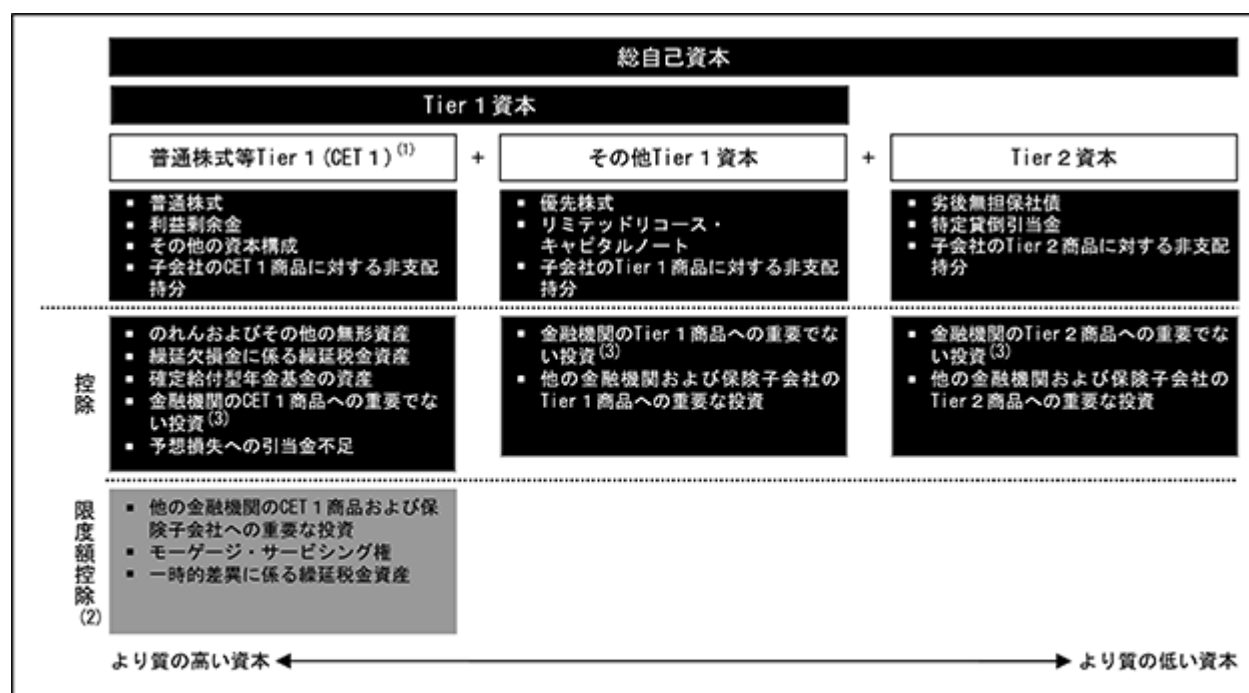 総自己資本
Tier 1 資本
普通株式等Tier 1 (CET 1) (1)
+
その他Tier 1 資本
+
Tier 2 資本
▪ 普通株式
▪ 利益剰余金
▪ その他の資本構成
▪ 子会社のCET 1 商品に対する非支配
持分
▪ 優先株式
▪ リミテッドリコース・
キャピタルノート
▪ 子会社のTier 1 商品に対する非支配
持分
▪ 劣後無担保社債
▪ 特定貸倒引当金
▪ 子会社のTier 2 商品に対する非支配
持分
控除
▪ のれんおよびその他の無形資産
▪ 繰延欠損金に係る繰延税金資産
▪ 確定給付型年金基金の資産
▪ 金融機関のCET 1 商品への重要でな
い投資(3)
▪ 予想損失への引当金不足
▪ 金融機関のTier 1 商品への重要でな
い投資(3)
▪ 他の金融機関および保険子会社の
Tier 1 商品への重要な投資
▪ 金融機関のTier 2 商品への重要でな
い投資(3)
▪ 他の金融機関および保険子会社の
Tier 2 商品への重要な投資
限度額控除
(2)
▪ 他の金融機関のCET 1 商品および保
険子会社への重要な投資
▪ モーゲージ・サービシング権
▪ 一時的差異に係る繰延税金資産
より質の高い資本
より質の低い資本